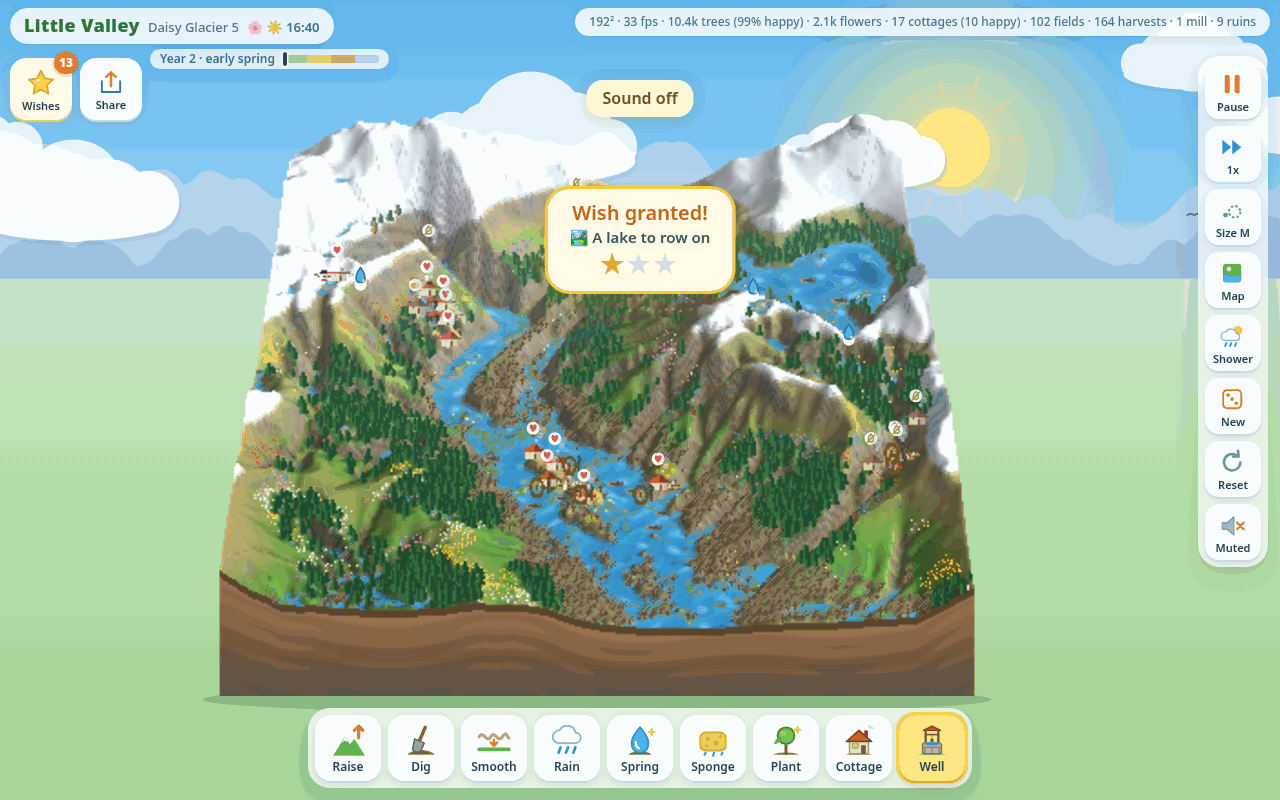 Little Valley Daisy Glacier 5 16:40
192² · 33 fps · 10.4k trees (99% happy) · 2.1k flowers · 17 cottages (10 happy) · 102 fields · 164 harvests · 1 mill · 9 ruins
Year 2 · early spring
13
Wishes
Share
Sound off
Wish granted!
A lake to row on
Pause
1x
Size M
Map
Shower
New
Reset
Muted
Raise
Dig
Smooth
Rain
Spring
Sponge
Plant
Cottage
Well